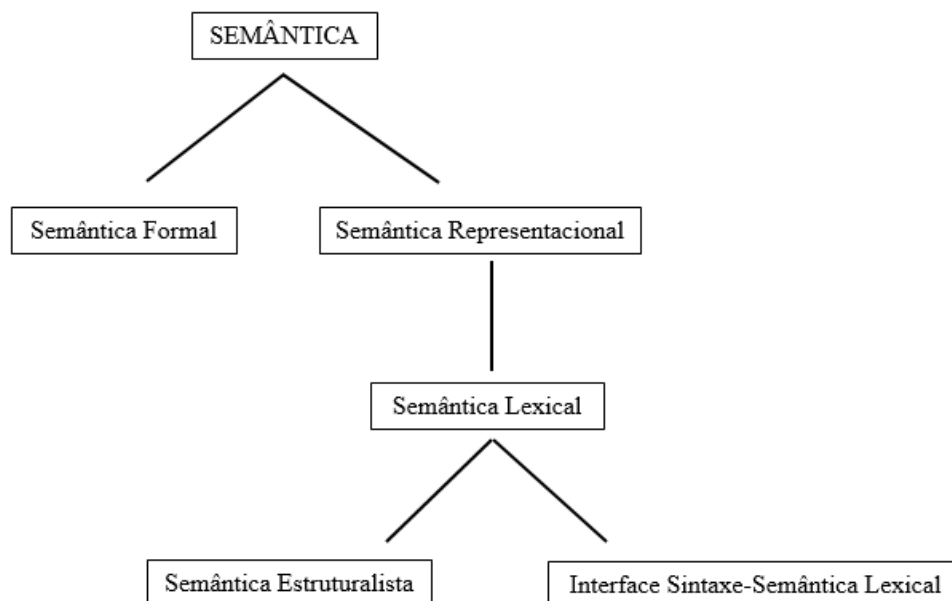 SEMÂNTICA
Semântica Formal
Semântica Representacional
Semântica Lexical
Semântica Estruturalista
Interface Sintaxe-Semântica Lexical